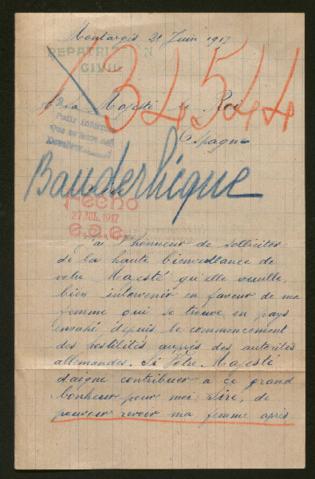 Montargis 21 Juin 1917
REPATRIACION
CIVIL
134544
A Sa Majesté le Roi
d'Espagne
Bauderlique
Hecho
27 JUL. 1917
J'ai l'honneur de solliciter
de la haute bienveillance de
votre Majesté qu'elle veuille
bien intervenir en faveur de ma
femme qui se trouve en pays
envahi depuis le commencement
des hostilités auprès des autorités
allemandes. Si Votre Majesté
daigne contribuer a ce grand
bonheur pour moi Sire, de
pouvoir revoir ma femme après